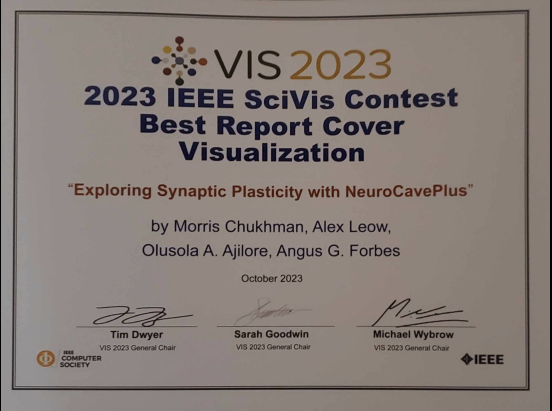 VIS 2023
2023 IEEE SciVis Contest
Best Report Cover
Visualization
"Exploring Synaptic Plasticity with NeuroCavePlus"
by Morris Chukhman, Alex Leow,
Olusola A. Ajilore, Angus G. Forbes
October 2023
Tim Dwyer
VIS 2023 General Chair
Sarah Goodwin
VIS 2023 General Chair
Michael Wybrow
VIS 2023 General Chair
IEEE
COMPUTER
SOCIETY
IEEE